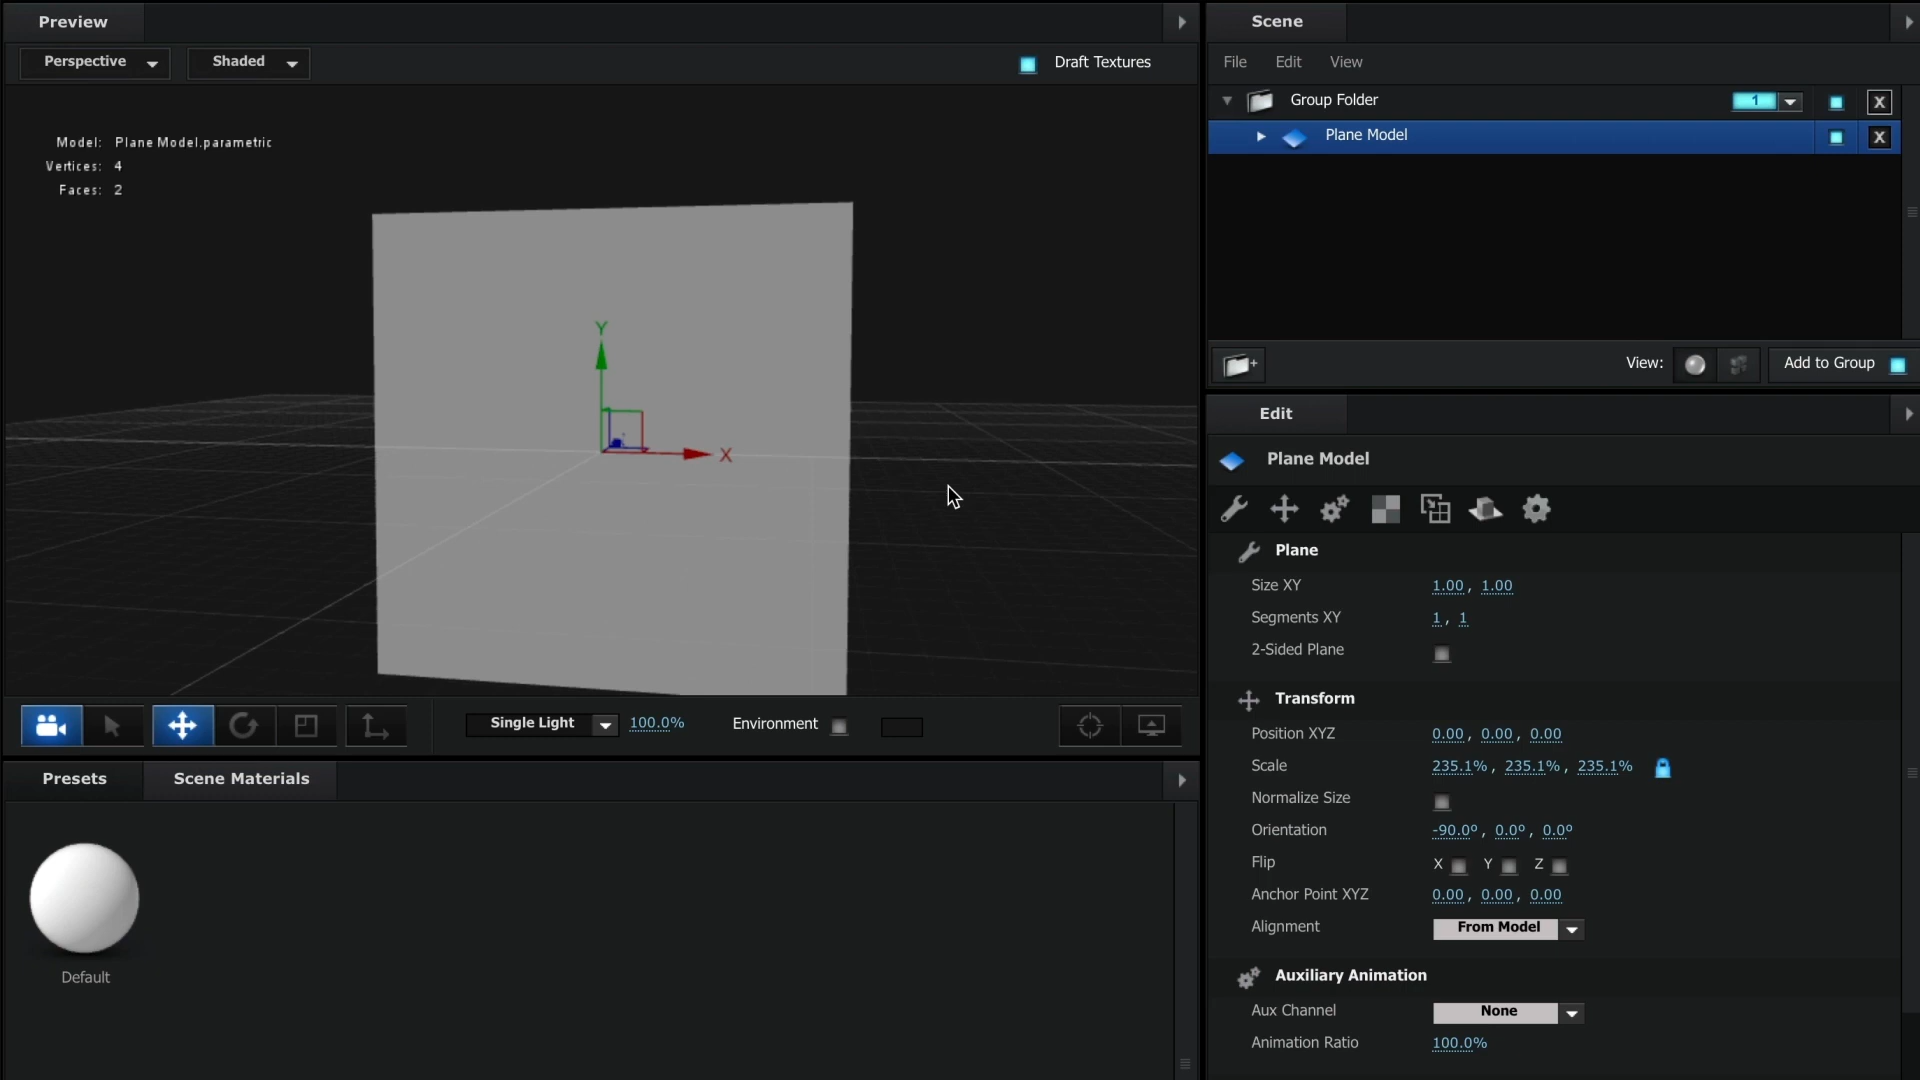 Preview
Perspective
Shaded
Draft Textures
Model: Plane Model.parametric
Vertices: 4
Faces: 2
Y
X
Single Light
100.0%
Environment
Presets
Scene Materials
Default
Scene
File
Edit
View
Group Folder
1
X
Plane Model
X
View:
Add to Group
Edit
Plane Model
Plane
Size XY 1.00, 1.00
Segments XY 1, 1
2-Sided Plane
Transform
Position XYZ 0.00, 0.00, 0.00
Scale 235.1%, 235.1%, 235.1%
Normalize Size
Orientation -90.0º, 0.0º, 0.0º
Flip X Y Z
Anchor Point XYZ 0.00, 0.00, 0.00
Alignment From Model
Auxiliary Animation
Aux Channel None
Animation Ratio 100.0%